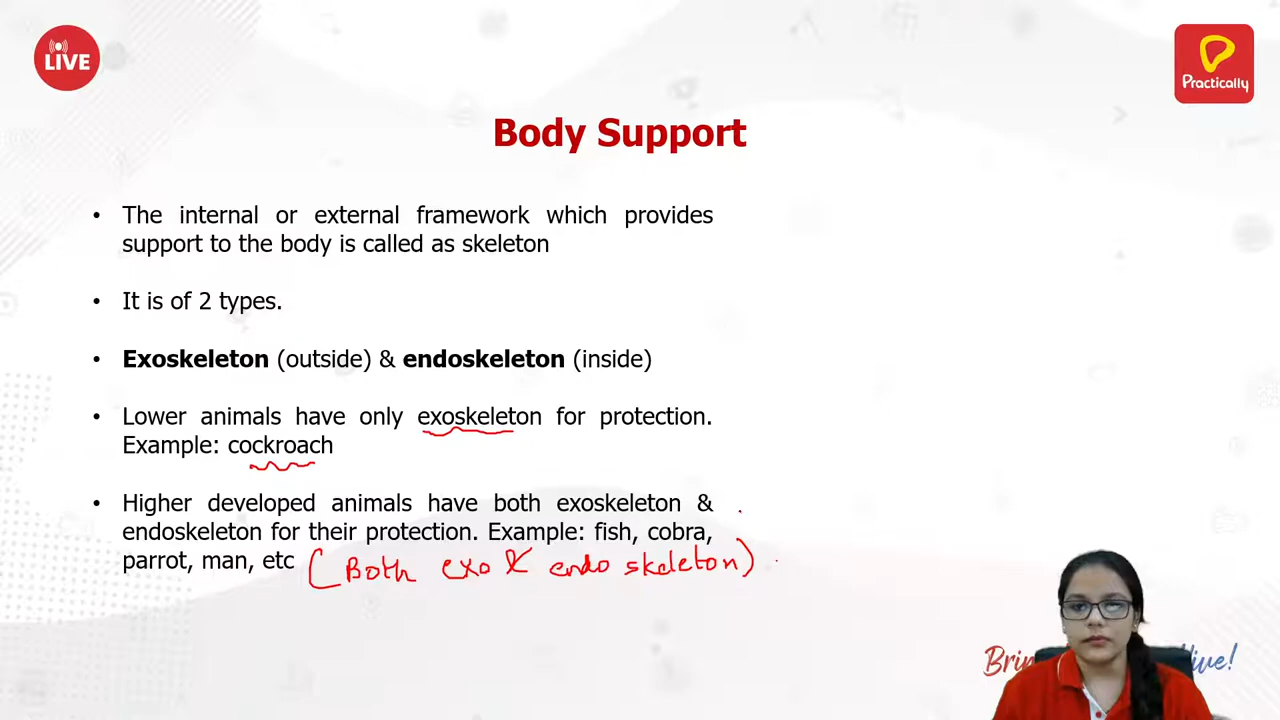 LIVE
Practically
Body Support
• The internal or external framework which provides
support to the body is called as skeleton
• It is of 2 types.
• Exoskeleton (outside) & endoskeleton (inside)
• Lower animals have only exoskeleton for protection.
Example: cockroach
• Higher developed animals have both exoskeleton &
endoskeleton for their protection. Example: fish, cobra,
parrot, man, etc (Both exo & endo skeleton)